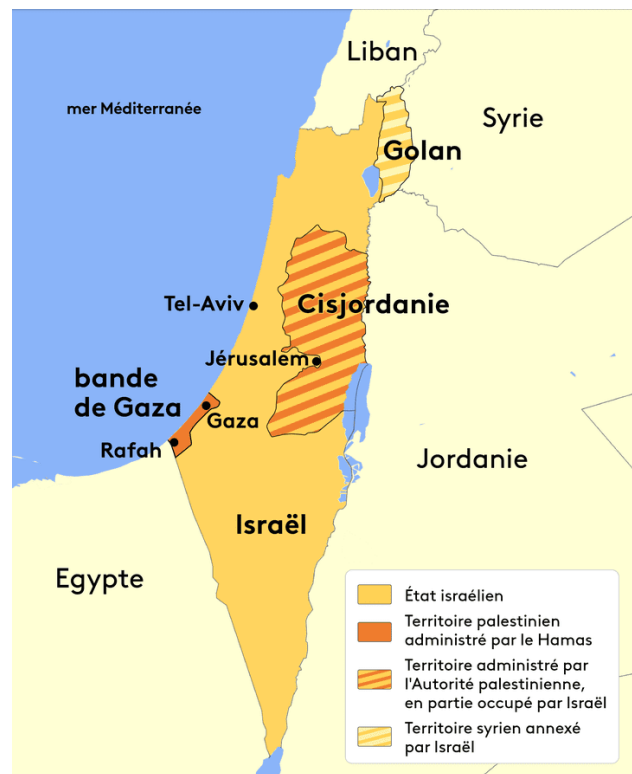 Liban
mer Méditerranée
Syrie
Golan
Tel-Aviv
Cisjordanie
Jérusalem
bande
de Gaza
Gaza
Rafah
Jordanie
Israël
Egypte
État israélien
Territoire palestinien
administré par le Hamas
Territoire administré par
l'Autorité palestinienne,
en partie occupé par Israël
Territoire syrien annexé
par Israël